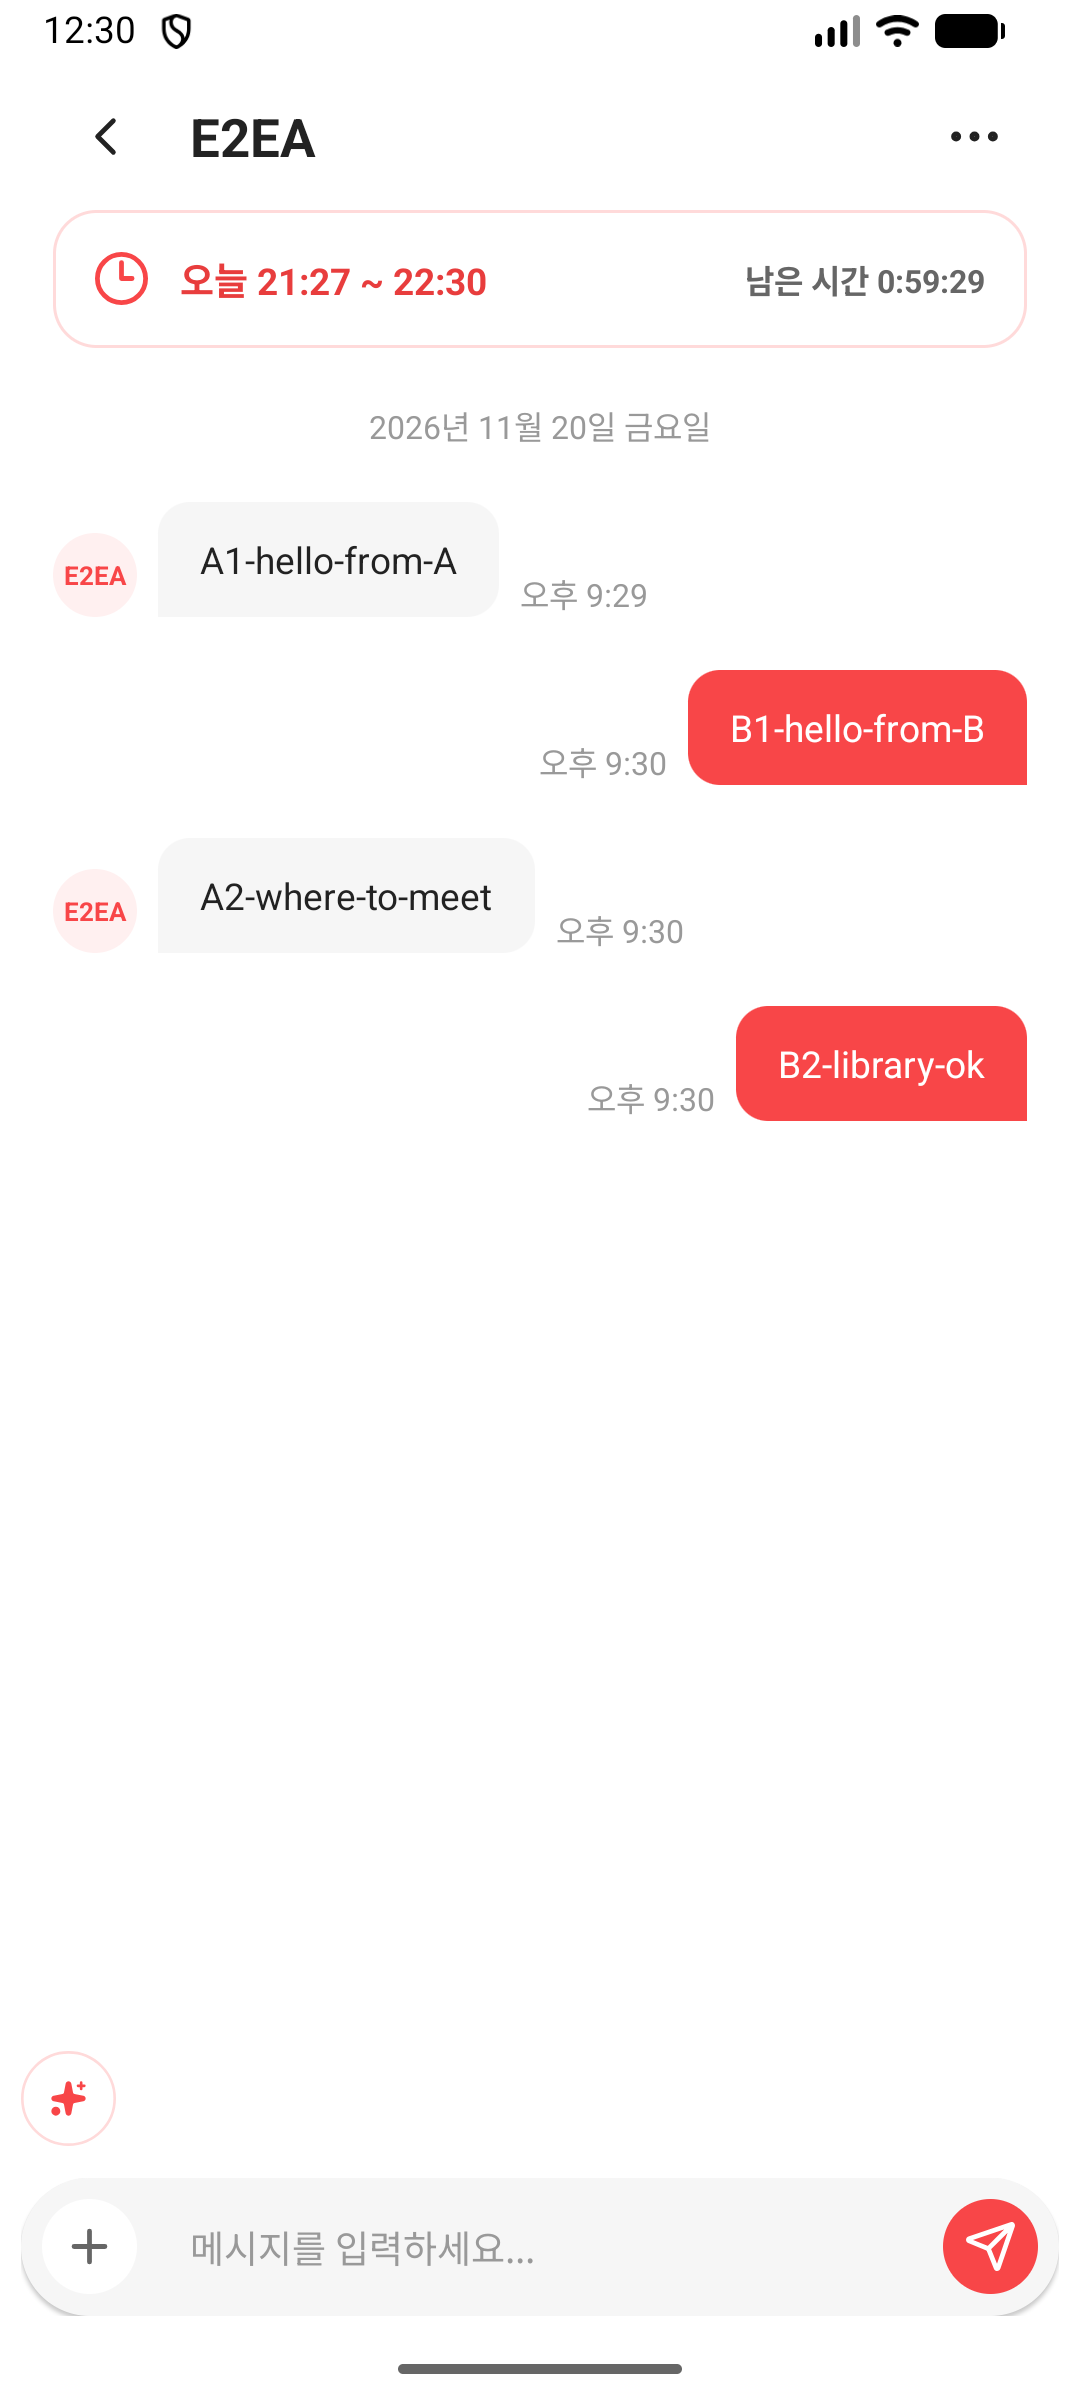 12:30
E2EA
오늘 21:27 ~ 22:30
남은 시간 0:59:29
2026년 11월 20일 금요일
E2EA
A1-hello-from-A
오후 9:29
오후 9:30
B1-hello-from-B
E2EA
A2-where-to-meet
오후 9:30
오후 9:30
B2-library-ok
메시지를 입력하세요...